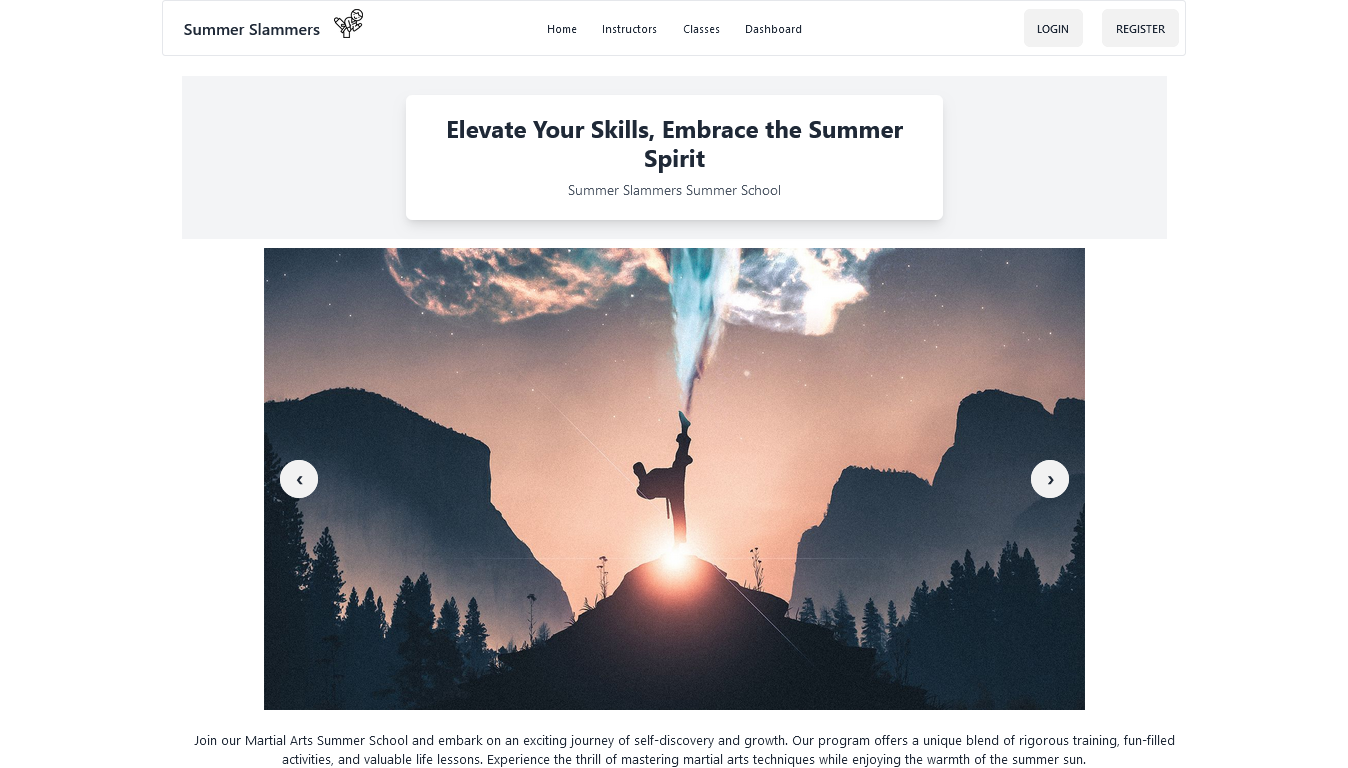 Summer Slammers
Home
Instructors
Classes
Dashboard
LOGIN
REGISTER
Elevate Your Skills, Embrace the Summer
Spirit
Summer Slammers Summer School
‹
›
Join our Martial Arts Summer School and embark on an exciting journey of self-discovery and growth. Our program offers a unique blend of rigorous training, fun-filled
activities, and valuable life lessons. Experience the thrill of mastering martial arts techniques while enjoying the warmth of the summer sun.